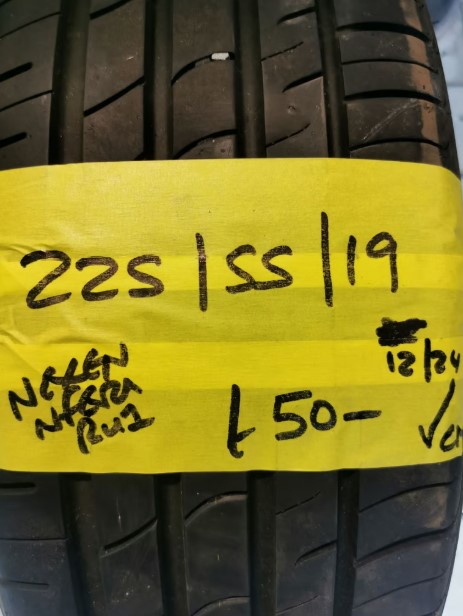 225/55/19
12/24
NEXEN
NFERA
RU1
£50-